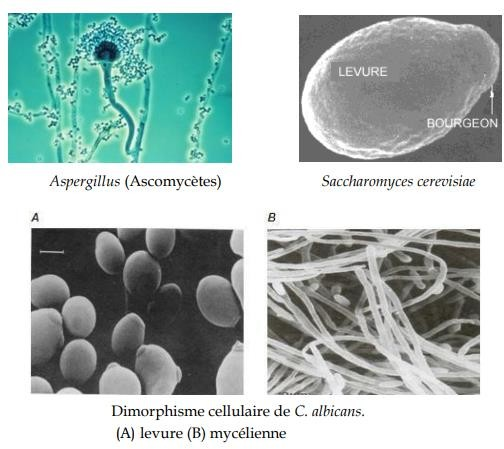 LEVURE
BOURGEON
Aspergillus (Ascomycètes)
Saccharomyces cerevisiae
A
B
Dimorphisme cellulaire de C. albicans.
(A) levure (B) mycélienne